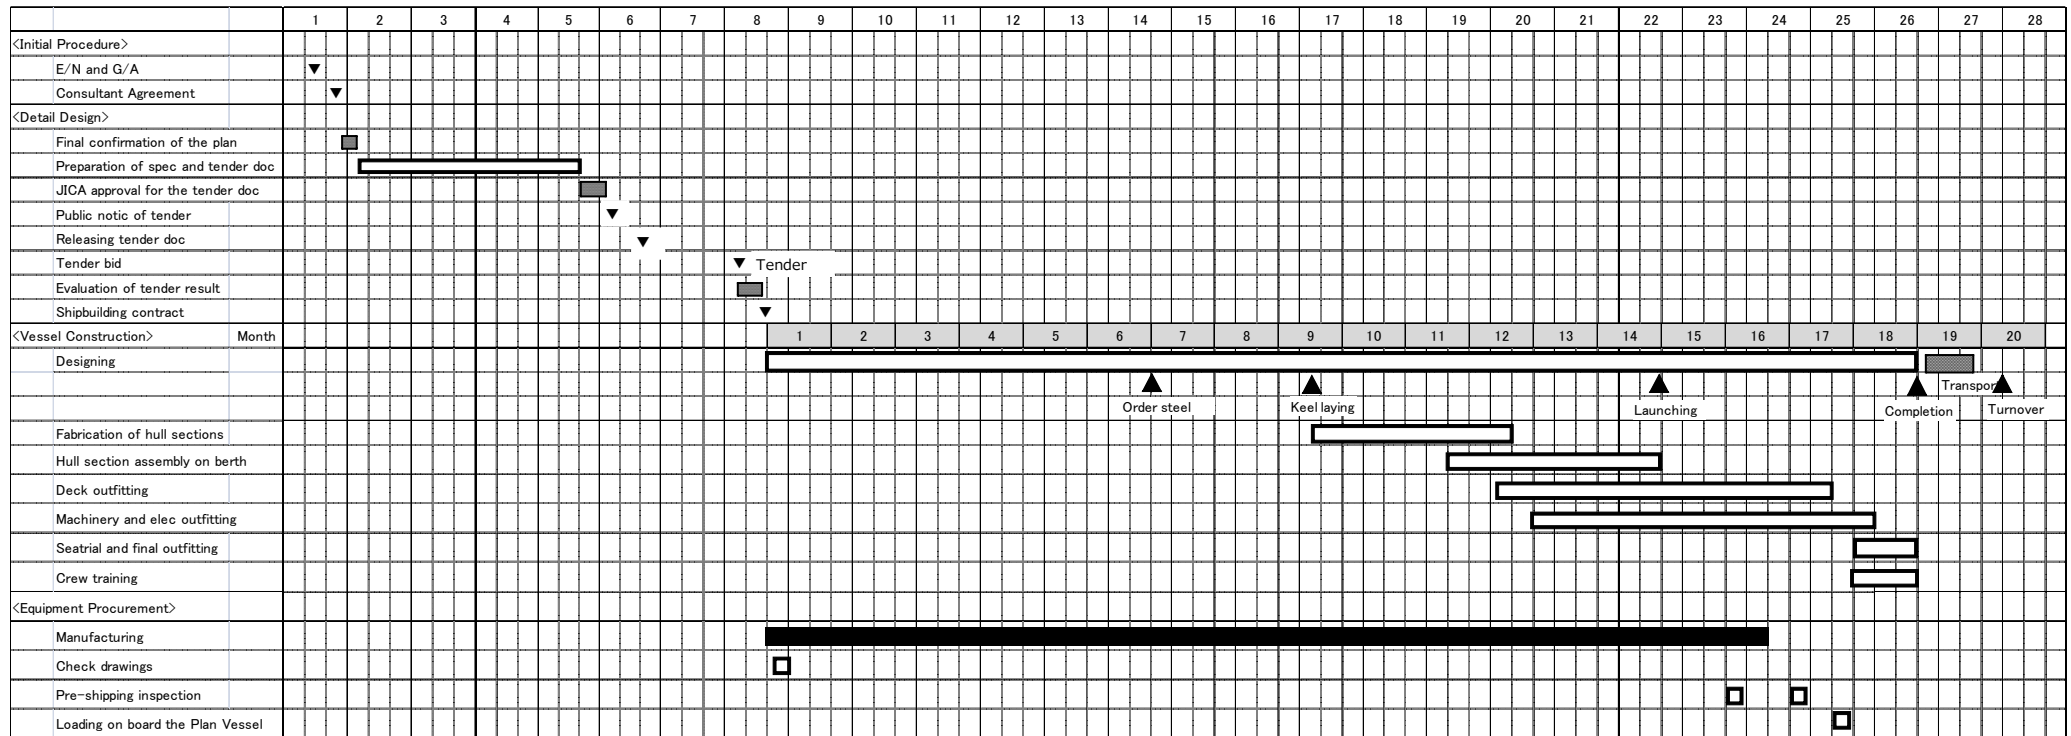 1 2 3 4 5 6 7 8 9 10 11 12 13 14 15 16 17 18 19 20 21 22 23 24 25 26 27 28
<Initial Procedure>
E/N and G/A
Consultant Agreement
<Detail Design>
Final confirmation of the plan
Preparation of spec and tender doc
JICA approval for the tender doc
Public notic of tender
Releasing tender doc
Tender bid Tender
Evaluation of tender result
Shipbuilding contract
<Vessel Construction> Month 1 2 3 4 5 6 7 8 9 10 11 12 13 14 15 16 17 18 19 20
Designing
Transport
Order steel Keel laying Launching Completion Turnover
Fabrication of hull sections
Hull section assembly on berth
Deck outfitting
Machinery and elec outfitting
Seatrial and final outfitting
Crew training
<Equipment Procurement>
Manufacturing
Check drawings
Pre-shipping inspection
Loading on board the Plan Vessel